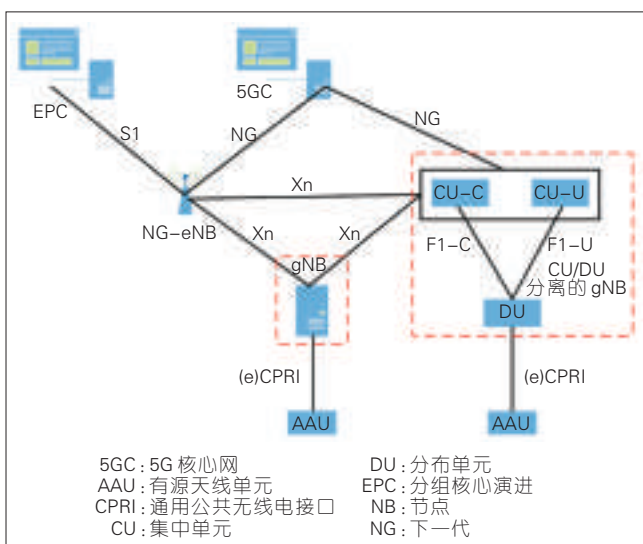 EPC
5GC
S1
NG
NG
Xn
CU-C
CU-U
NG-eNB
Xn
Xn
F1-C
F1-U
gNB
CU/DU
分离的 gNB
DU
(e)CPRI
(e)CPRI
AAU
AAU
5GC:5G 核心网
DU:分布单元
AAU:有源天线单元
EPC:分组核心演进
CPRI:通用公共无线电接口
NB:节点
CU:集中单元
NG:下一代